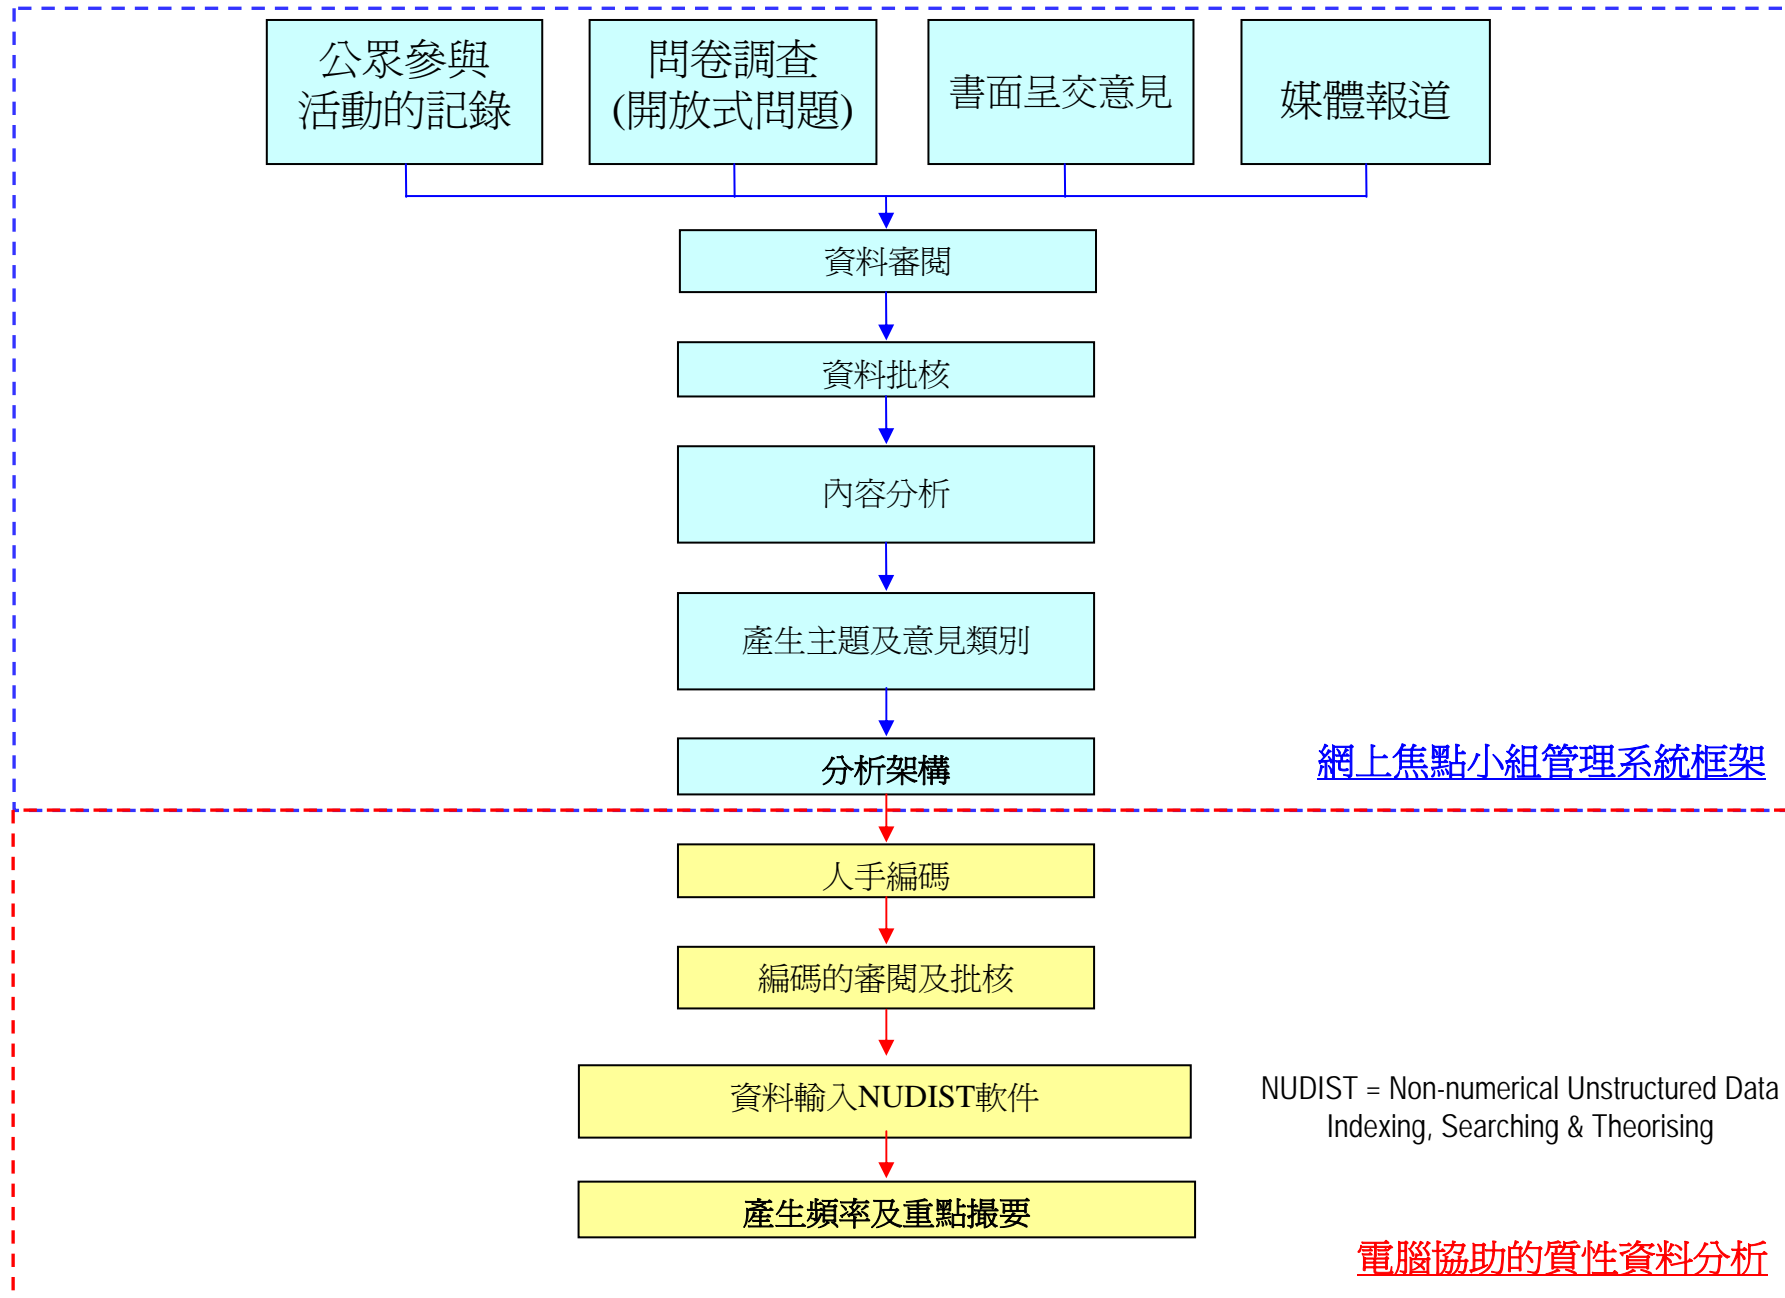 公眾參與
活動的記錄
問卷調查
(開放式問題)
書面呈交意見
媒體報道
資料審閱
資料批核
內容分析
產生主題及意見類別
分析架構
網上焦點小組管理系統框架
人手編碼
編碼的審閱及批核
資料輸入NUDIST軟件
NUDIST = Non-numerical Unstructured Data
Indexing, Searching & Theorising
產生頻率及重點撮要
電腦協助的質性資料分析